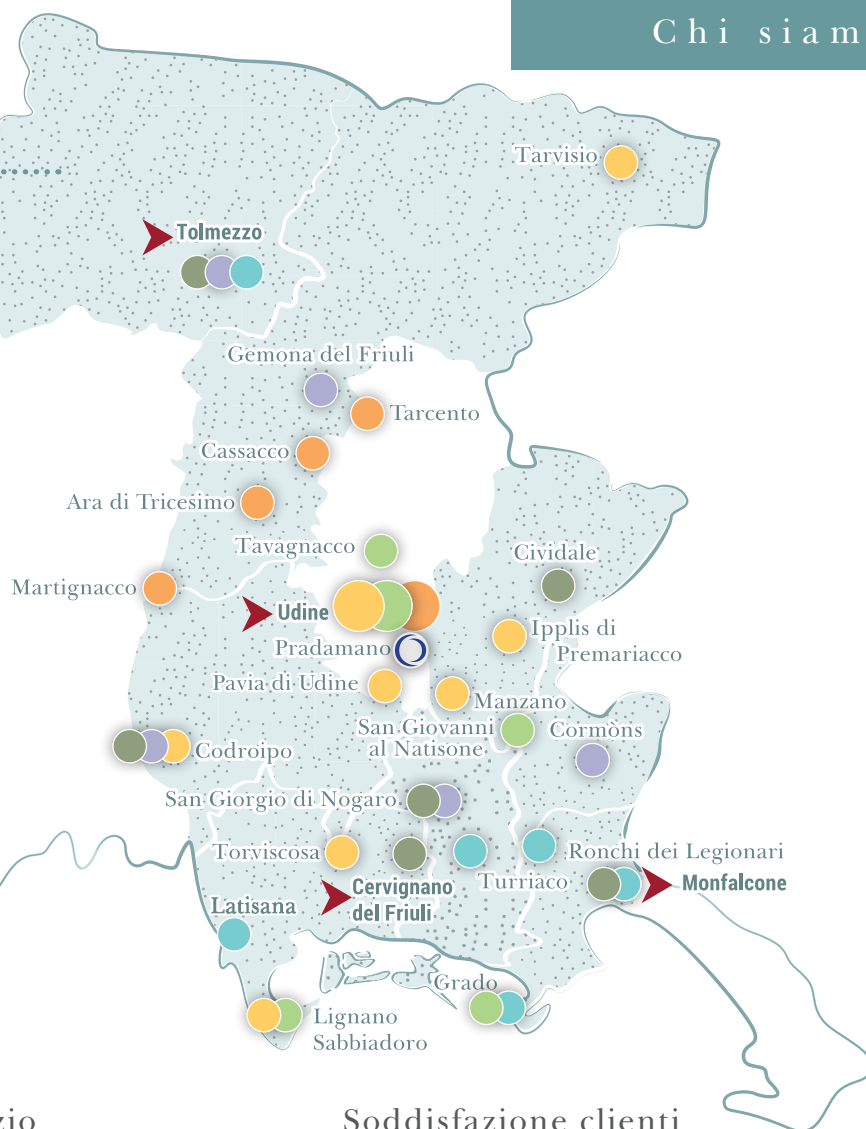 Chi siam
Tarvisio
Tolmezzo
Gemona del Friuli
Tarcento
Cassacco
Ara di Tricesimo
Tavagnacco
Cividale
Martignacco
Udine
Ipplis di
Premariacco
Pradamano
Pavia di Udine
Manzano
San Giovanni
al Natisone
Cormòns
Codroipo
San Giorgio di Nogaro
Torviscosa
Ronchi dei Legionari
Turriaco
Monfalcone
Cervignano
del Friuli
Latisana
Grado
Lignano
Sabbiadoro
zio
Soddisfazione clienti